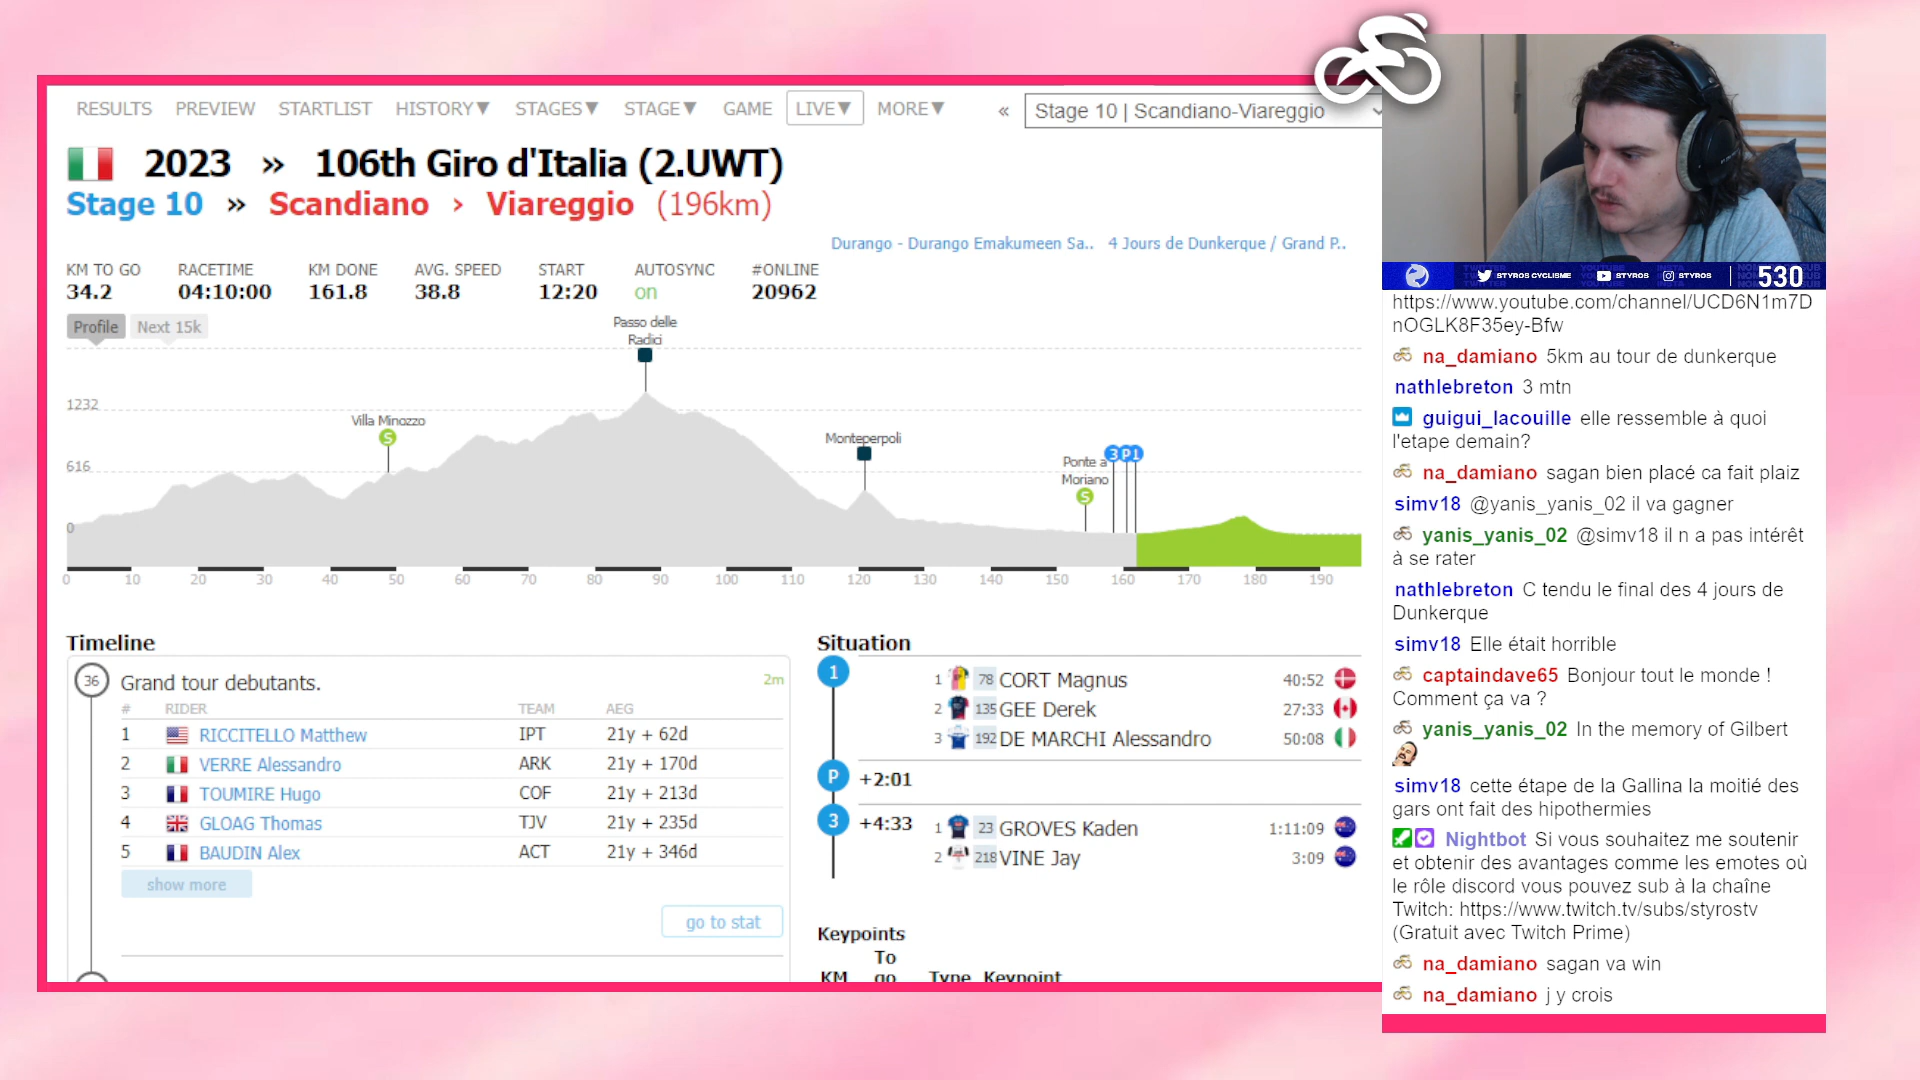 RESULTS PREVIEW STARTLIST HISTORY▼ STAGES▼ STAGE▼ GAME LIVE▼ MORE▼ « Stage 10 | Scandiano-Viareggio
2023 » 106th Giro d'Italia (2.UWT)
Stage 10 » Scandiano › Viareggio (196km)
Durango - Durango Emakumeen Sa.. 4 Jours de Dunkerque / Grand P..
KM TO GO RACETIME KM DONE AVG. SPEED START AUTOSYNC #ONLINE
34.2 04:10:00 161.8 38.8 12:20 on 20962
Profile Next 15k
Passo delle
Radici
1232
Villa Minozzo
S
Monteperpoli
616
Ponte a
Moriano
S
3 P 1
0
0 10 20 30 40 50 60 70 80 90 100 110 120 130 140 150 160 170 180 190
Timeline
36 Grand tour debutants. 2m
# RIDER TEAM AEG
1 RICCITELLO Matthew IPT 21y + 62d
2 VERRE Alessandro ARK 21y + 170d
3 TOUMIRE Hugo COF 21y + 213d
4 GLOAG Thomas TJV 21y + 235d
5 BAUDIN Alex ACT 21y + 346d
show more
go to stat
Situation
1
1 78 CORT Magnus 40:52
2 135 GEE Derek 27:33
3 192 DE MARCHI Alessandro 50:08
P +2:01
3 +4:33 1 23 GROVES Kaden 1:11:09
2 218 VINE Jay 3:09
Keypoints
To
KM go Type Keypoint
STYROS CYCLISME STYROS STYROS 530
https://www.youtube.com/channel/UCD6N1m7D
nOGLK8F35ey-Bfw
na_damiano 5km au tour de dunkerque
nathlebreton 3 mtn
guigui_lacouille elle ressemble à quoi
l'etape demain?
na_damiano sagan bien placé ca fait plaiz
simv18 @yanis_yanis_02 il va gagner
yanis_yanis_02 @simv18 il n a pas intérêt
à se rater
nathlebreton C tendu le final des 4 jours de
Dunkerque
simv18 Elle était horrible
captaindave65 Bonjour tout le monde !
Comment ça va ?
yanis_yanis_02 In the memory of Gilbert
simv18 cette étape de la Gallina la moitié des
gars ont fait des hipothermies
Nightbot Si vous souhaitez me soutenir
et obtenir des avantages comme les emotes où
le rôle discord vous pouvez sub à la chaîne
Twitch: https://www.twitch.tv/subs/styrostv
(Gratuit avec Twitch Prime)
na_damiano sagan va win
na_damiano j y crois